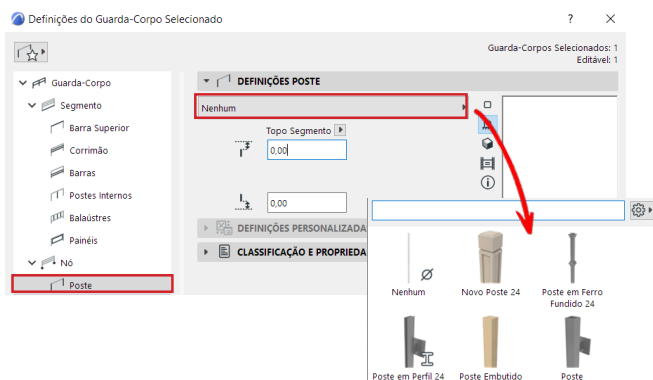 Definições do Guarda-Corpo Selecionado
Guarda-Corpos Selecionados: 1
Editável: 1
Guarda-Corpo
Segmento
Barra Superior
Corrimão
Barras
Postes Internos
Balaústres
Painéis
Nó
Poste
DEFINIÇÕES POSTE
Nenhum
Topo Segmento
0,00
0,00
DEFINIÇÕES PERSONALIZADA
CLASSIFICAÇÃO E PROPRIEDA
Nenhum
Novo Poste 24
Poste em Ferro
Fundido 24
Poste em Perfil 24
Poste Embutido
Poste